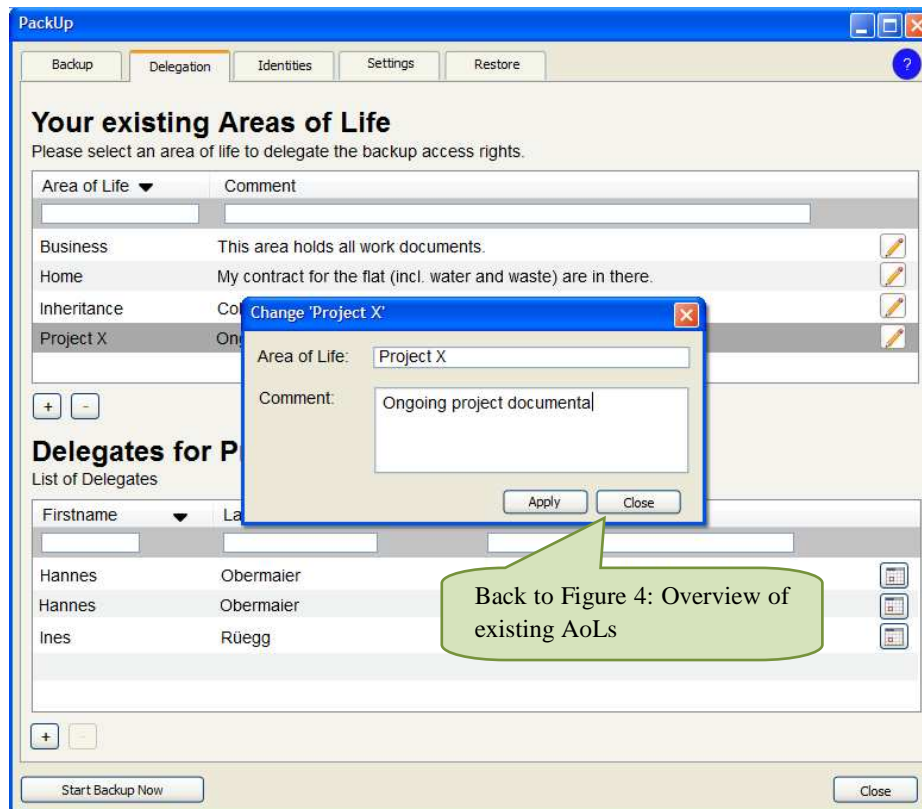 PackUp
Backup Delegation Identities Settings Restore ?
Your existing Areas of Life
Please select an area of life to delegate the backup access rights.
Area of Life Comment
Business This area holds all work documents.
Home My contract for the flat (incl. water and waste) are in there.
Inheritance Col
Project X Ong
Change 'Project X'
Area of Life: Project X
Comment: Ongoing project documenta
Apply Close
+ -
Delegates for P
List of Delegates
Firstname La
Hannes Obermaier
Hannes Obermaier
Ines Rüegg
Back to Figure 4: Overview of
existing AoLs
+ -
Start Backup Now Close